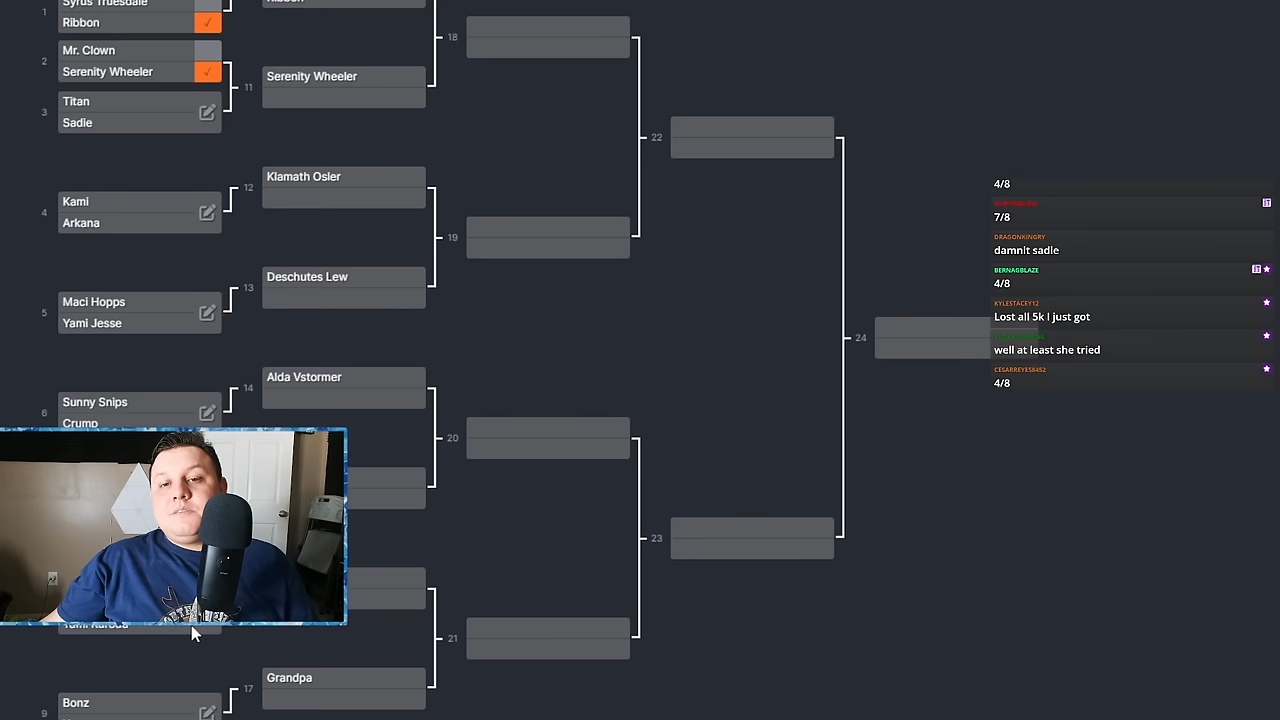 1
Syrus Truesdale
Ribbon
2
Mr. Clown
Serenity Wheeler
3
Titan
Sadie
4
Kami
Arkana
5
Maci Hopps
Yami Jesse
6
Sunny Snips
Crump
9
Bonz
Ribbon
11
Serenity Wheeler
12
Klamath Osler
13
Deschutes Lew
14
Alda Vstormer
17
Grandpa
18
19
20
21
22
23
24
4/8
7/8
DRAGONKINGRY
damnit sadie
BERNAGBLAZE
4/8
KYLESTACEY12
Lost all 5k I just got
well at least she tried
CESARREYES8452
4/8